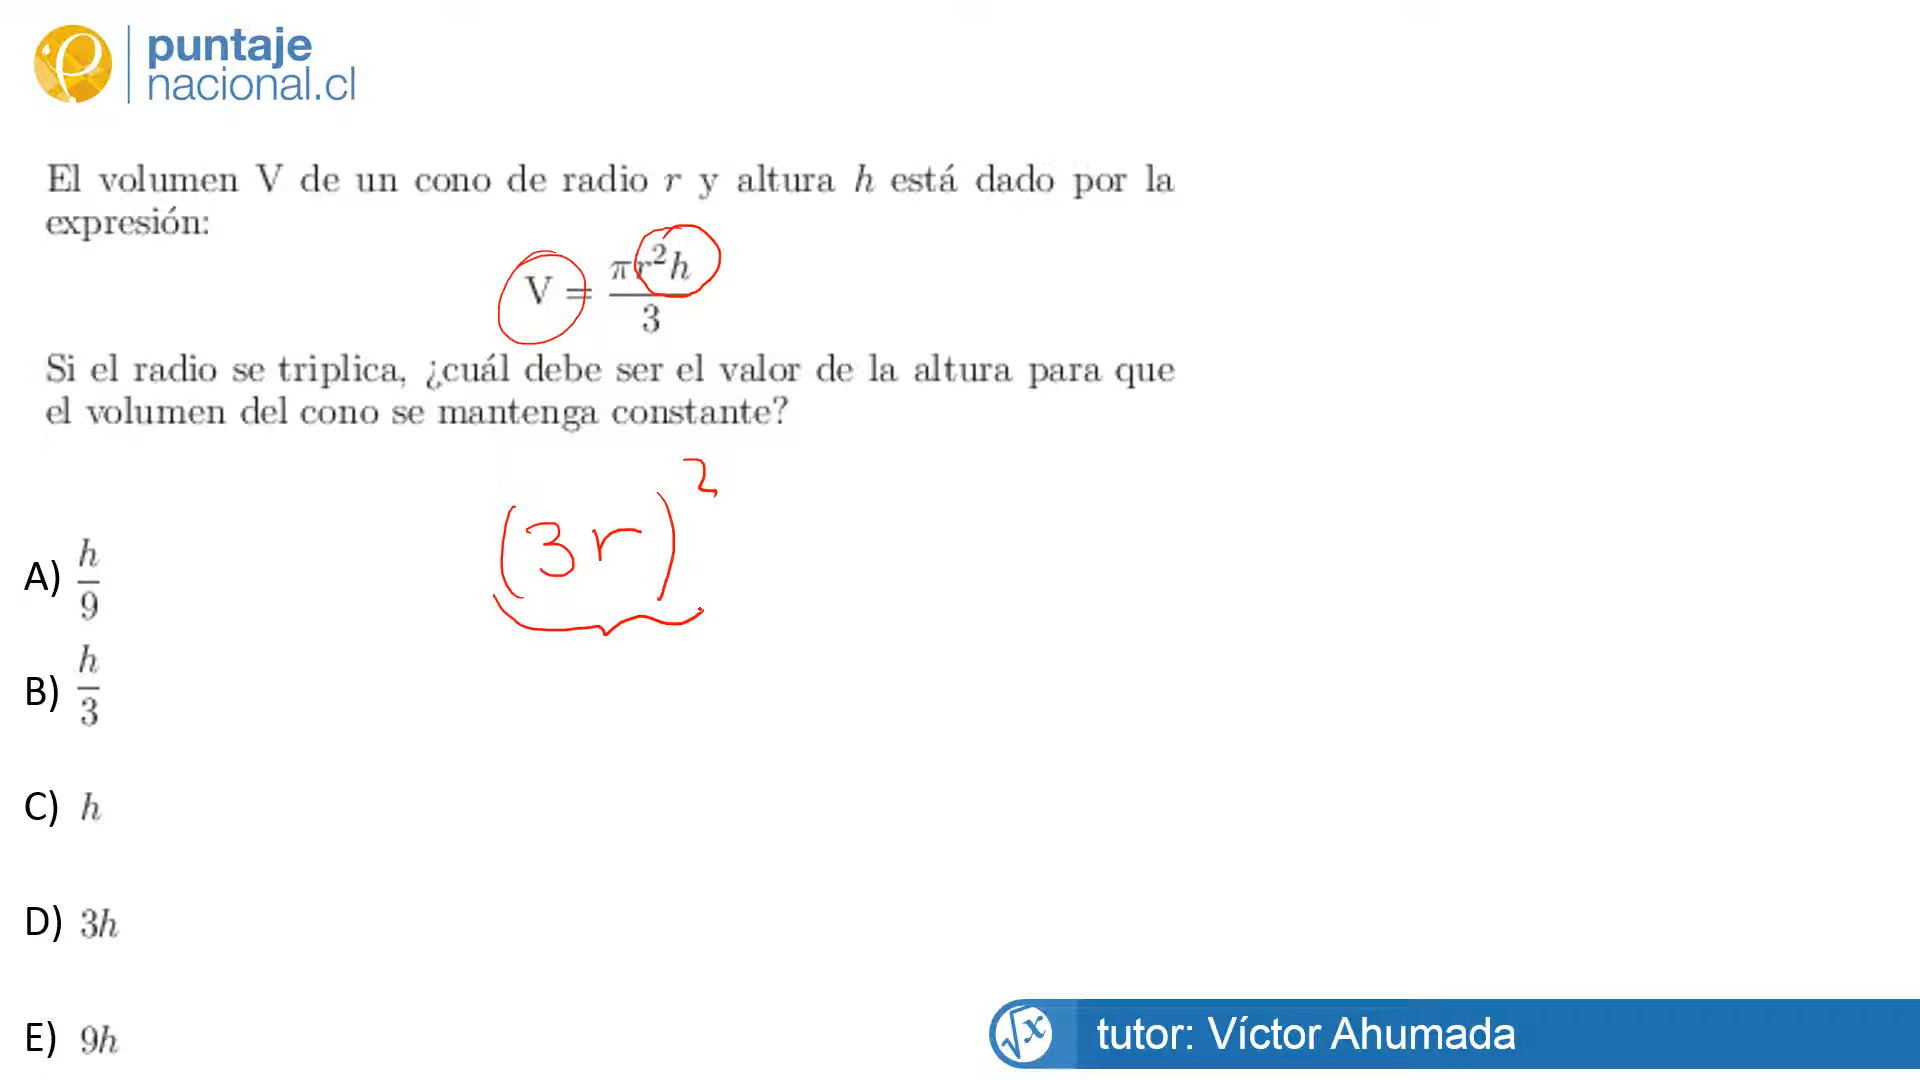 puntaje
nacional.cl
El volumen V de un cono de radio r y altura h está dado por la
expresión:
V = πr²h / 3
Si el radio se triplica, ¿cuál debe ser el valor de la altura para que
el volumen del cono se mantenga constante?
(3r)²
A) h/9
B) h/3
C) h
D) 3h
E) 9h
√x tutor: Víctor Ahumada